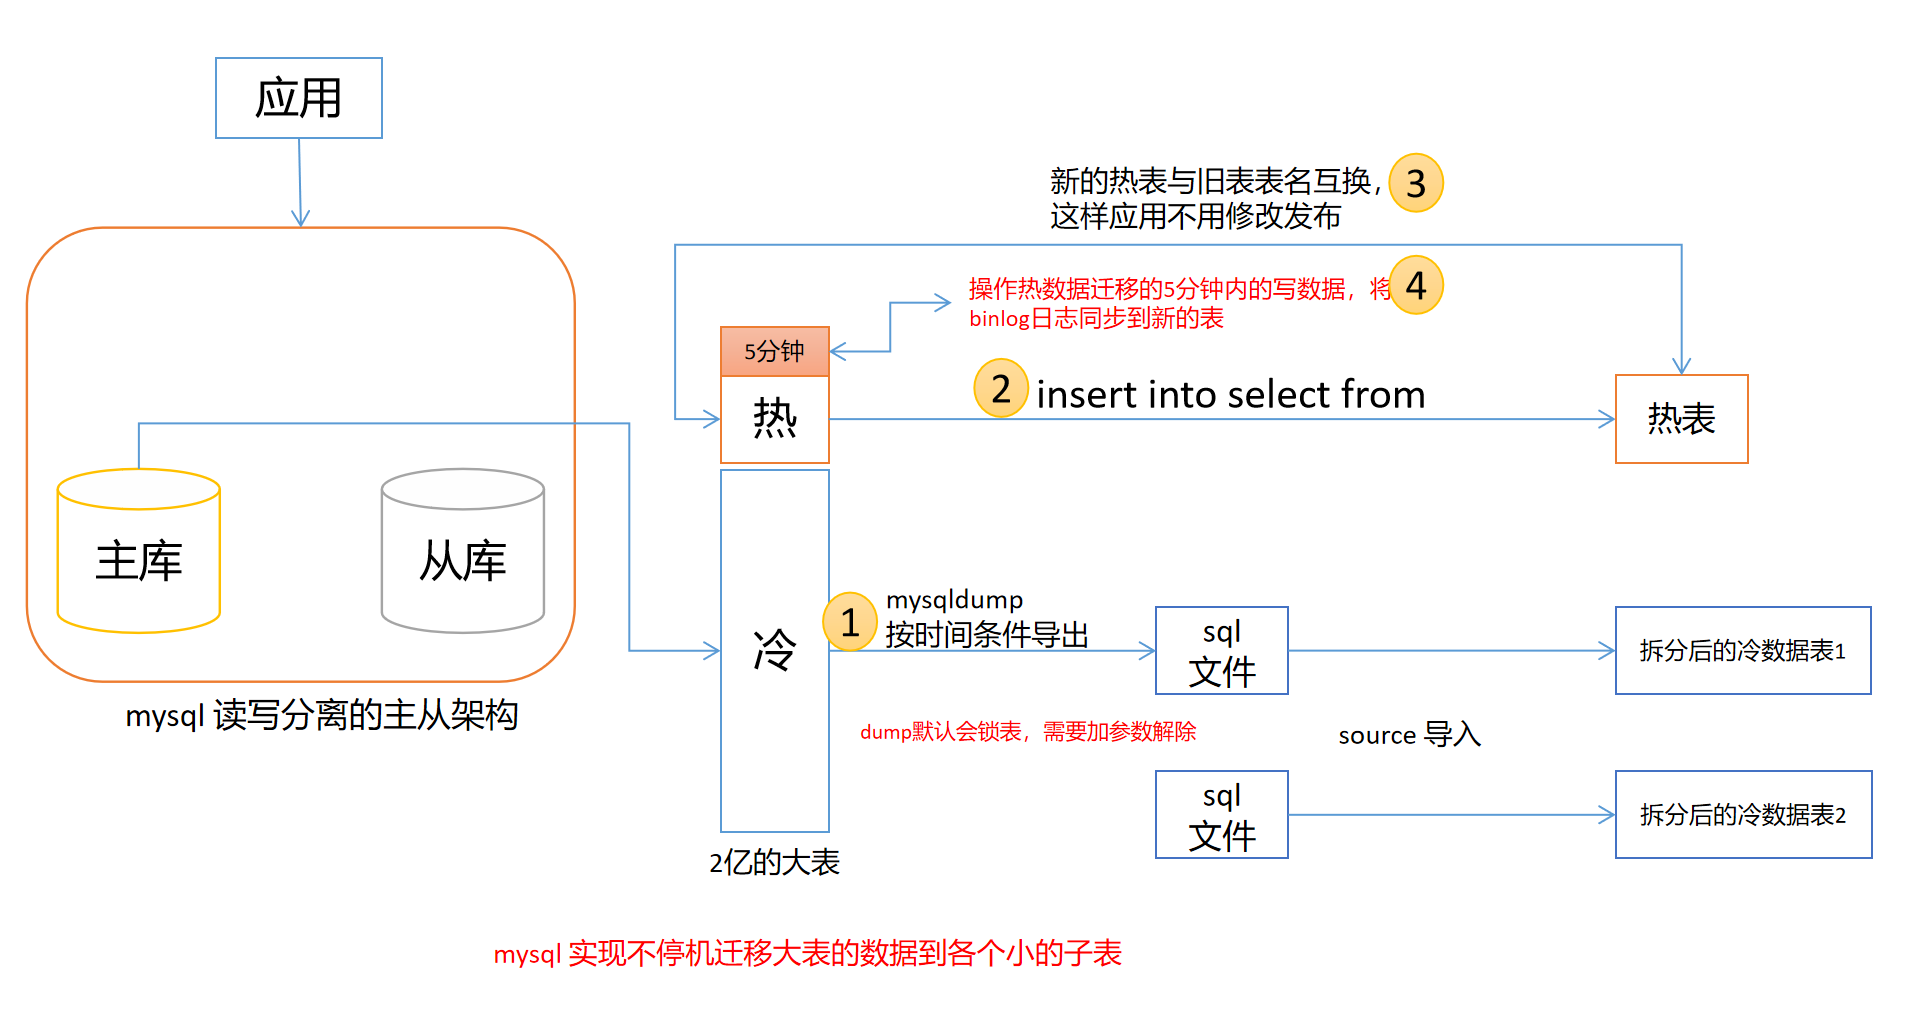 应用
新的热表与旧表表名互换，
这样应用不用修改发布
3
操作热数据迁移的5分钟内的写数据，将
binlog日志同步到新的表
4
5分钟
热
2
insert into select from
热表
主库
从库
mysql 读写分离的主从架构
冷
1
mysqldump
按时间条件导出
sql
文件
拆分后的冷数据表1
dump默认会锁表，需要加参数解除
source 导入
sql
文件
拆分后的冷数据表2
2亿的大表
mysql 实现不停机迁移大表的数据到各个小的子表